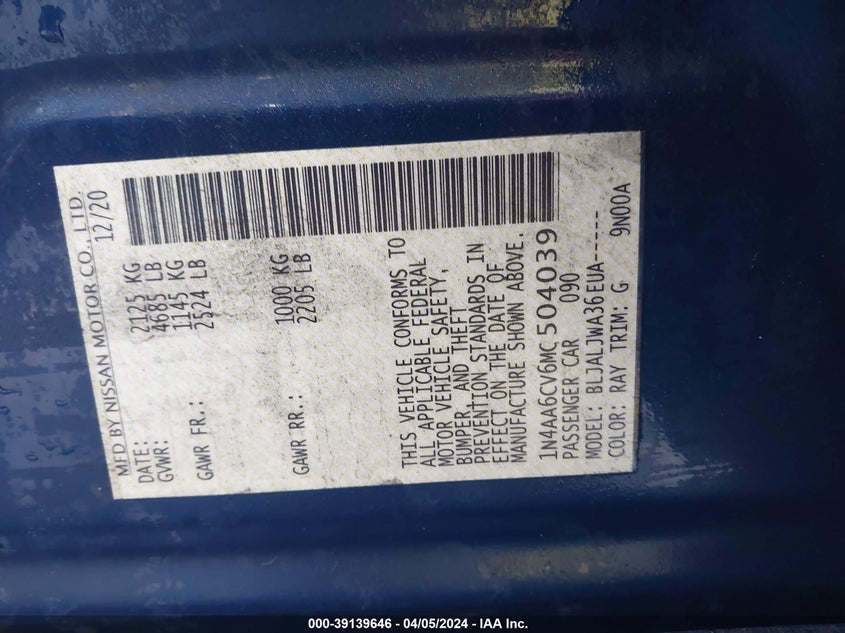 MFD BY NISSAN MOTOR CO., LTD.
DATE: 12/20
GVWR: 2125 KG
4685 LB
GAWR FR.: 1145 KG
2524 LB
GAWR RR.: 1000 KG
2205 LB
THIS VEHICLE CONFORMS TO
ALL APPLICABLE FEDERAL
MOTOR VEHICLE SAFETY,
BUMPER, AND THEFT
PREVENTION STANDARDS IN
EFFECT ON THE DATE OF
MANUFACTURE SHOWN ABOVE.
1N4AA6CV6MC504039
PASSENGER CAR 090
MODEL: BLJALJWA36EUA-----
COLOR: RAY TRIM: G 9N00A
000-39139646 - 04/05/2024 - IAA Inc.